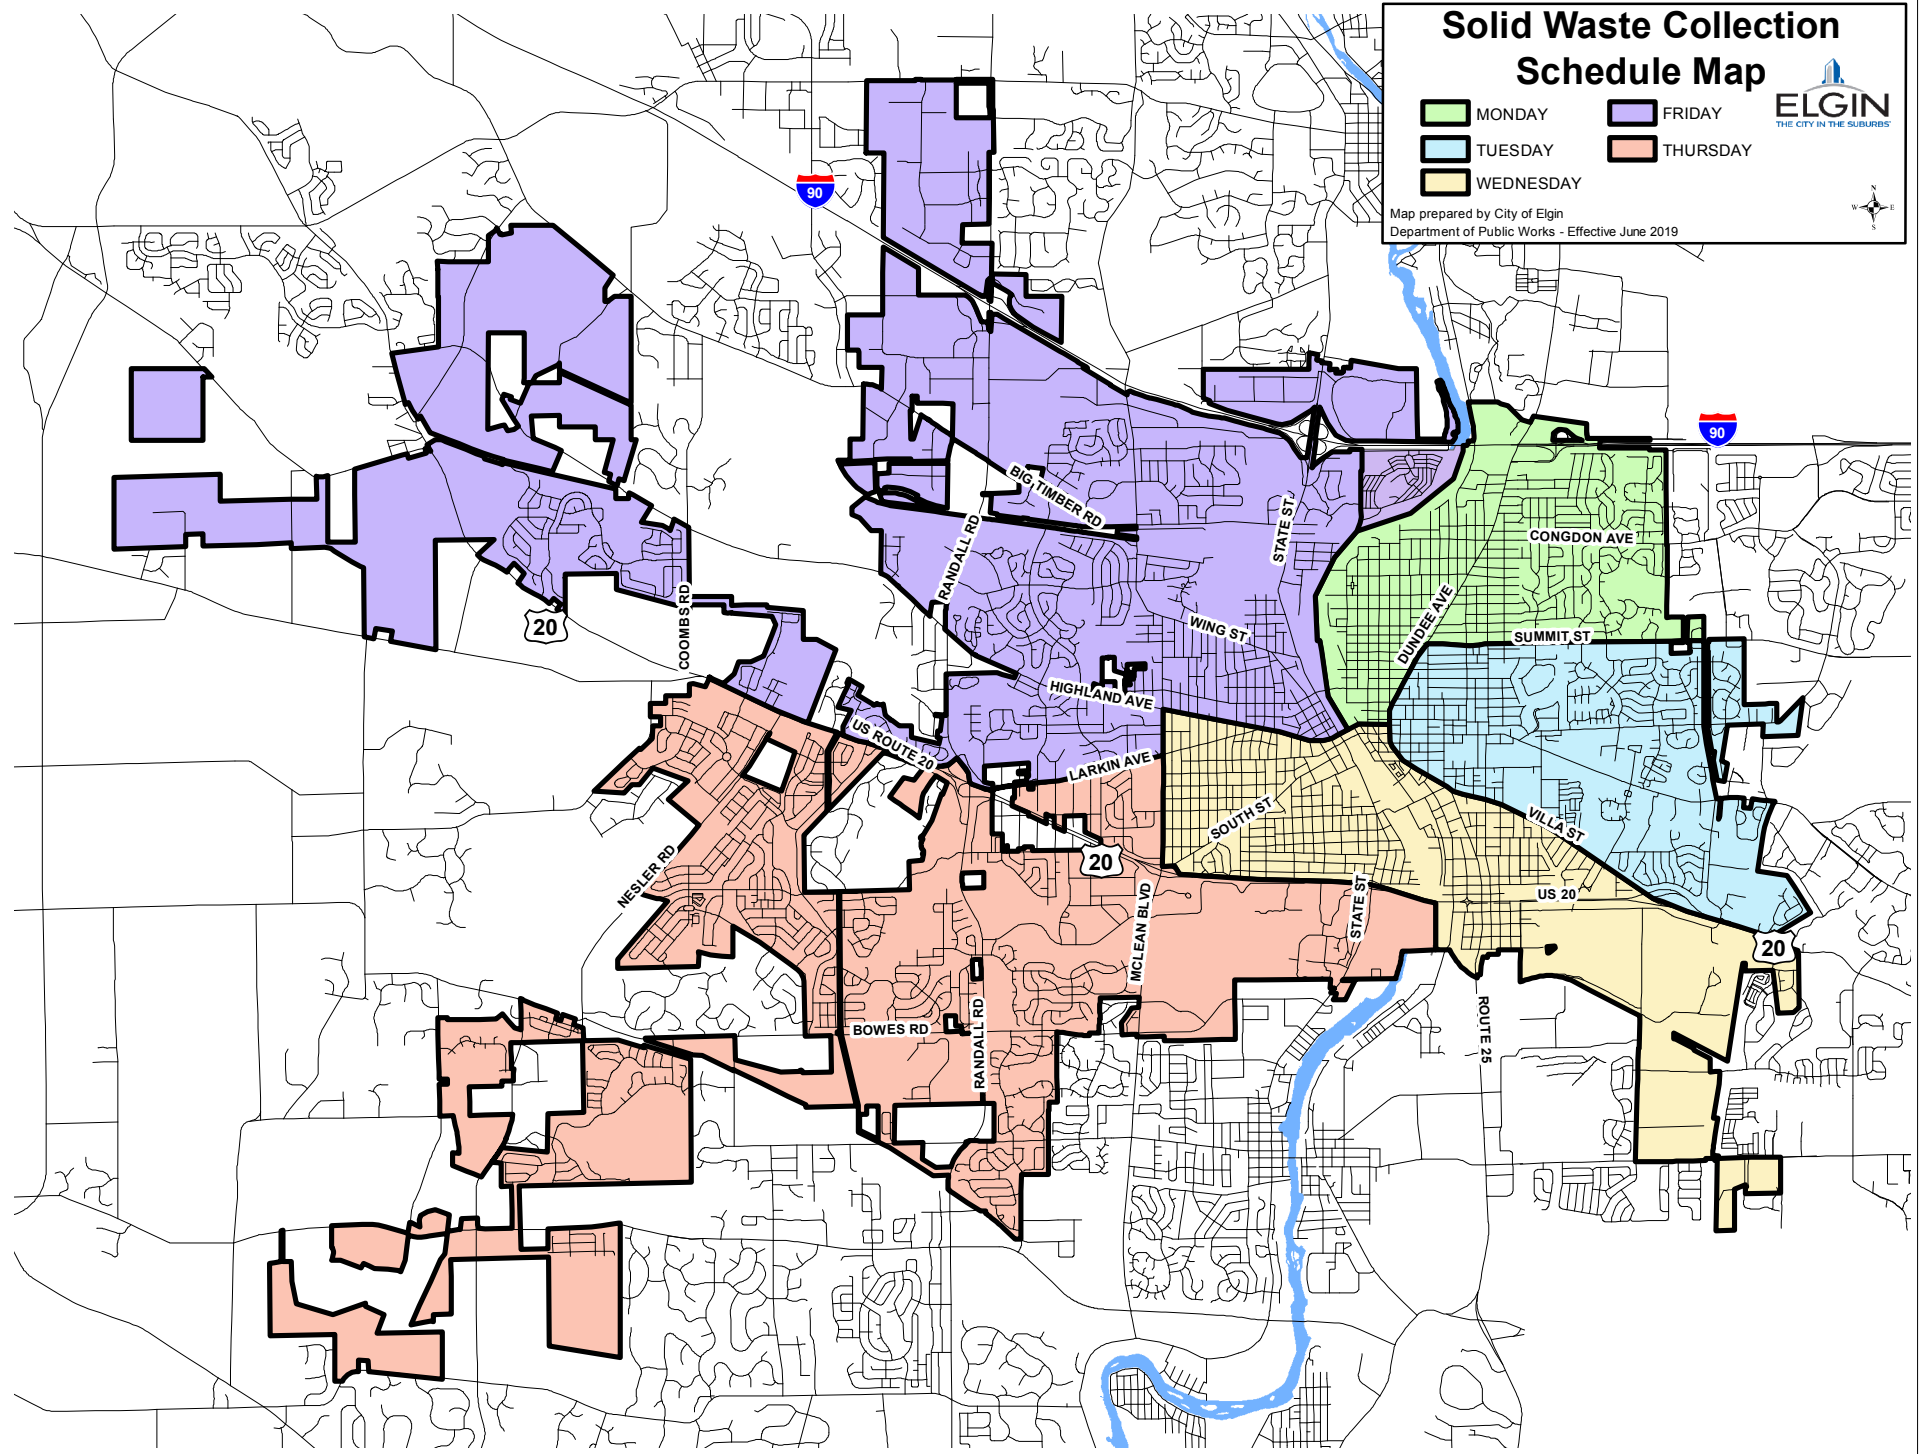 Solid Waste Collection
Schedule Map
MONDAY
FRIDAY
TUESDAY
THURSDAY
WEDNESDAY
ELGIN
THE CITY IN THE SUBURBS
Map prepared by City of Elgin
Department of Public Works - Effective June 2019
N
W E
S
90
90
BIG TIMBER RD
STATE ST
RANDALL RD
CONGDON AVE
COOMBS RD
20
WING ST
DUNDEE AVE
SUMMIT ST
HIGHLAND AVE
US ROUTE 20
LARKIN AVE
SOUTH ST
VILLA ST
20
NESLER RD
MCLEAN BLVD
STATE ST
US 20
20
BOWES RD
RANDALL RD
ROUTE 25